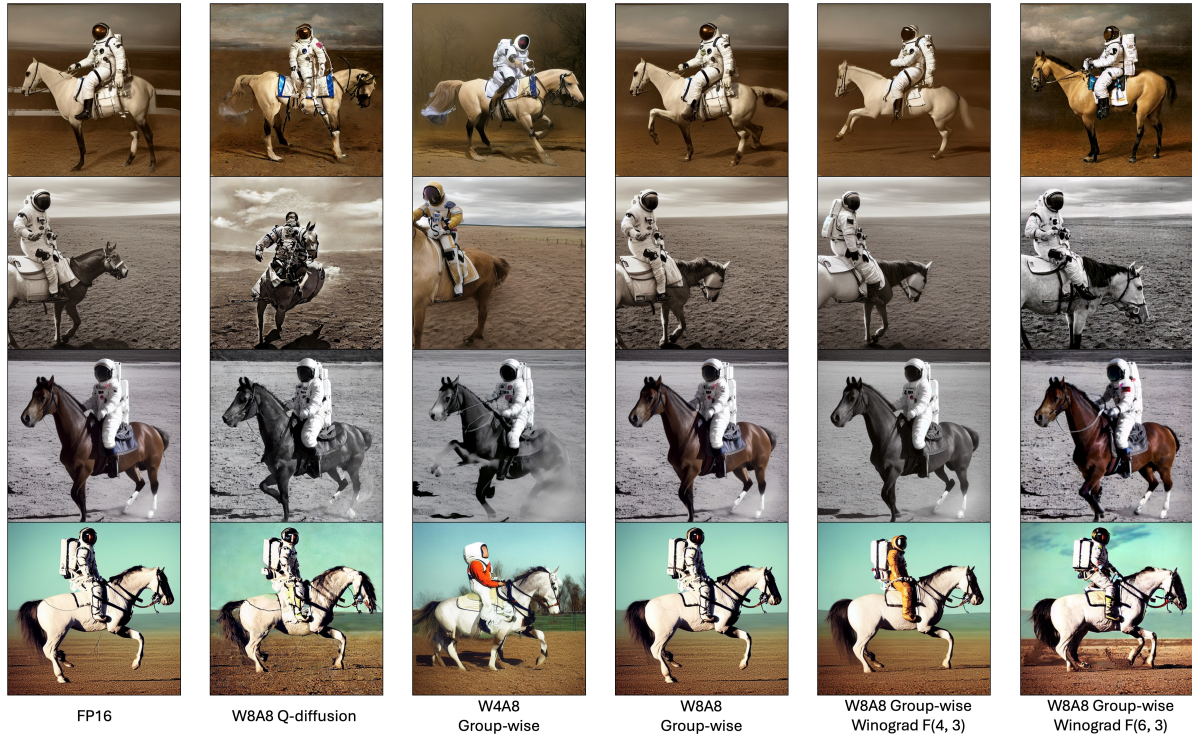 FP16
W8A8 Q-diffusion
W4A8
Group-wise
W8A8
Group-wise
W8A8 Group-wise
Winograd F(4, 3)
W8A8 Group-wise
Winograd F(6, 3)